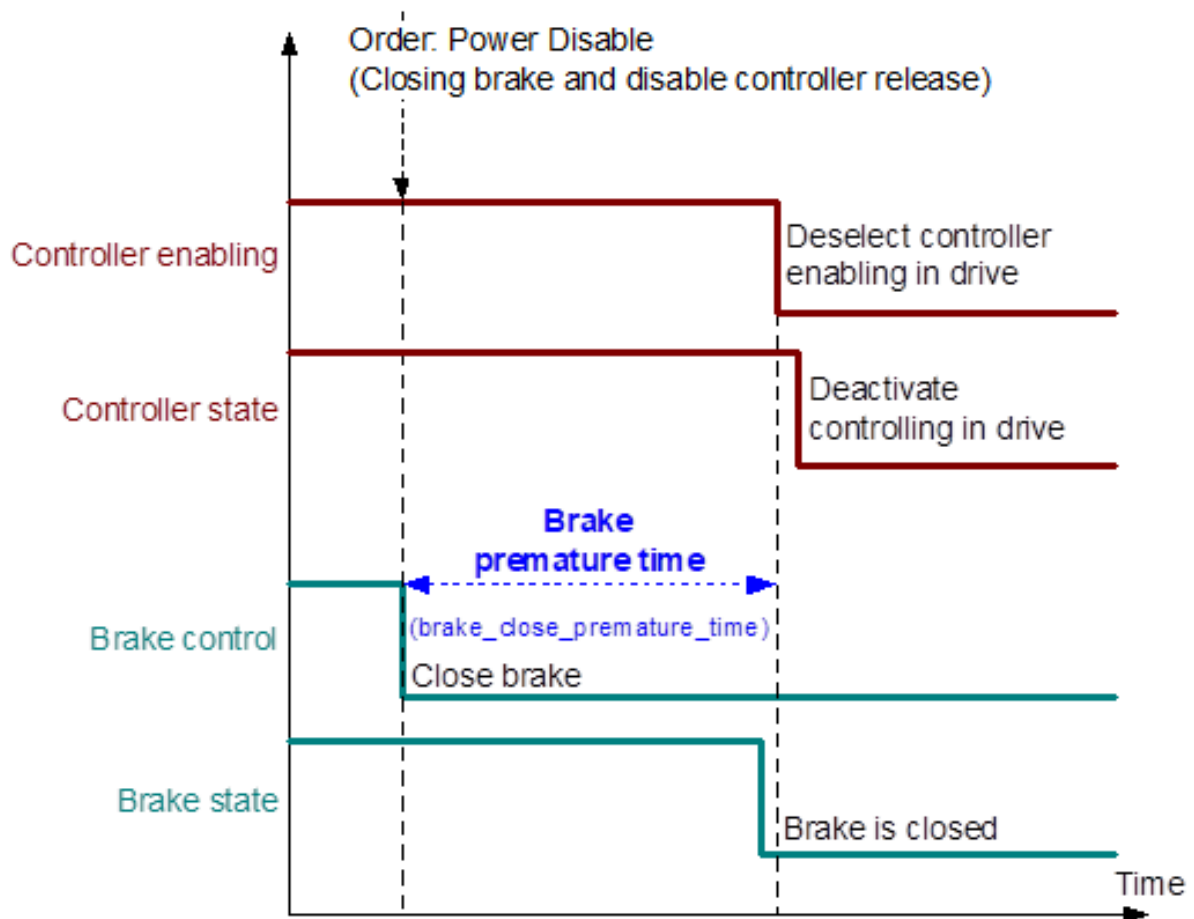 Order: Power Disable
(Closing brake and disable controller release)
Controller enabling
Deselect controller
enabling in drive
Controller state
Deactivate
controlling in drive
Brake
premature time
(brake_close_premature_time)
Brake control
Close brake
Brake state
Brake is closed
Time